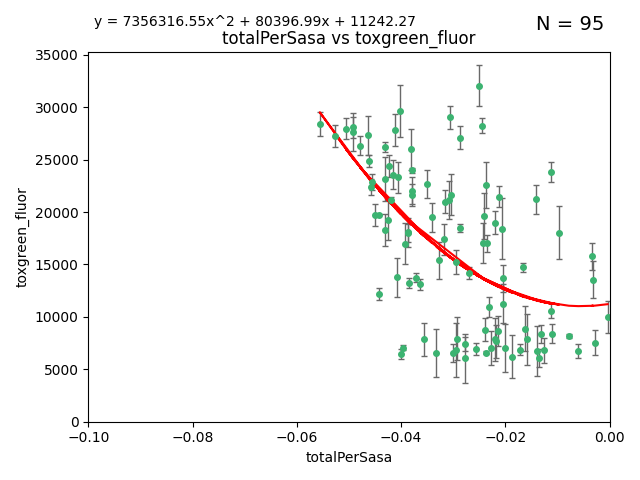 y = 7356316.55x^2 + 80396.99x + 11242.27
N = 95
totalPerSasa vs toxgreen_fluor
35000
30000
25000
20000
15000
10000
5000
0
toxgreen_fluor
−0.10
−0.08
−0.06
−0.04
−0.02
0.00
totalPerSasa